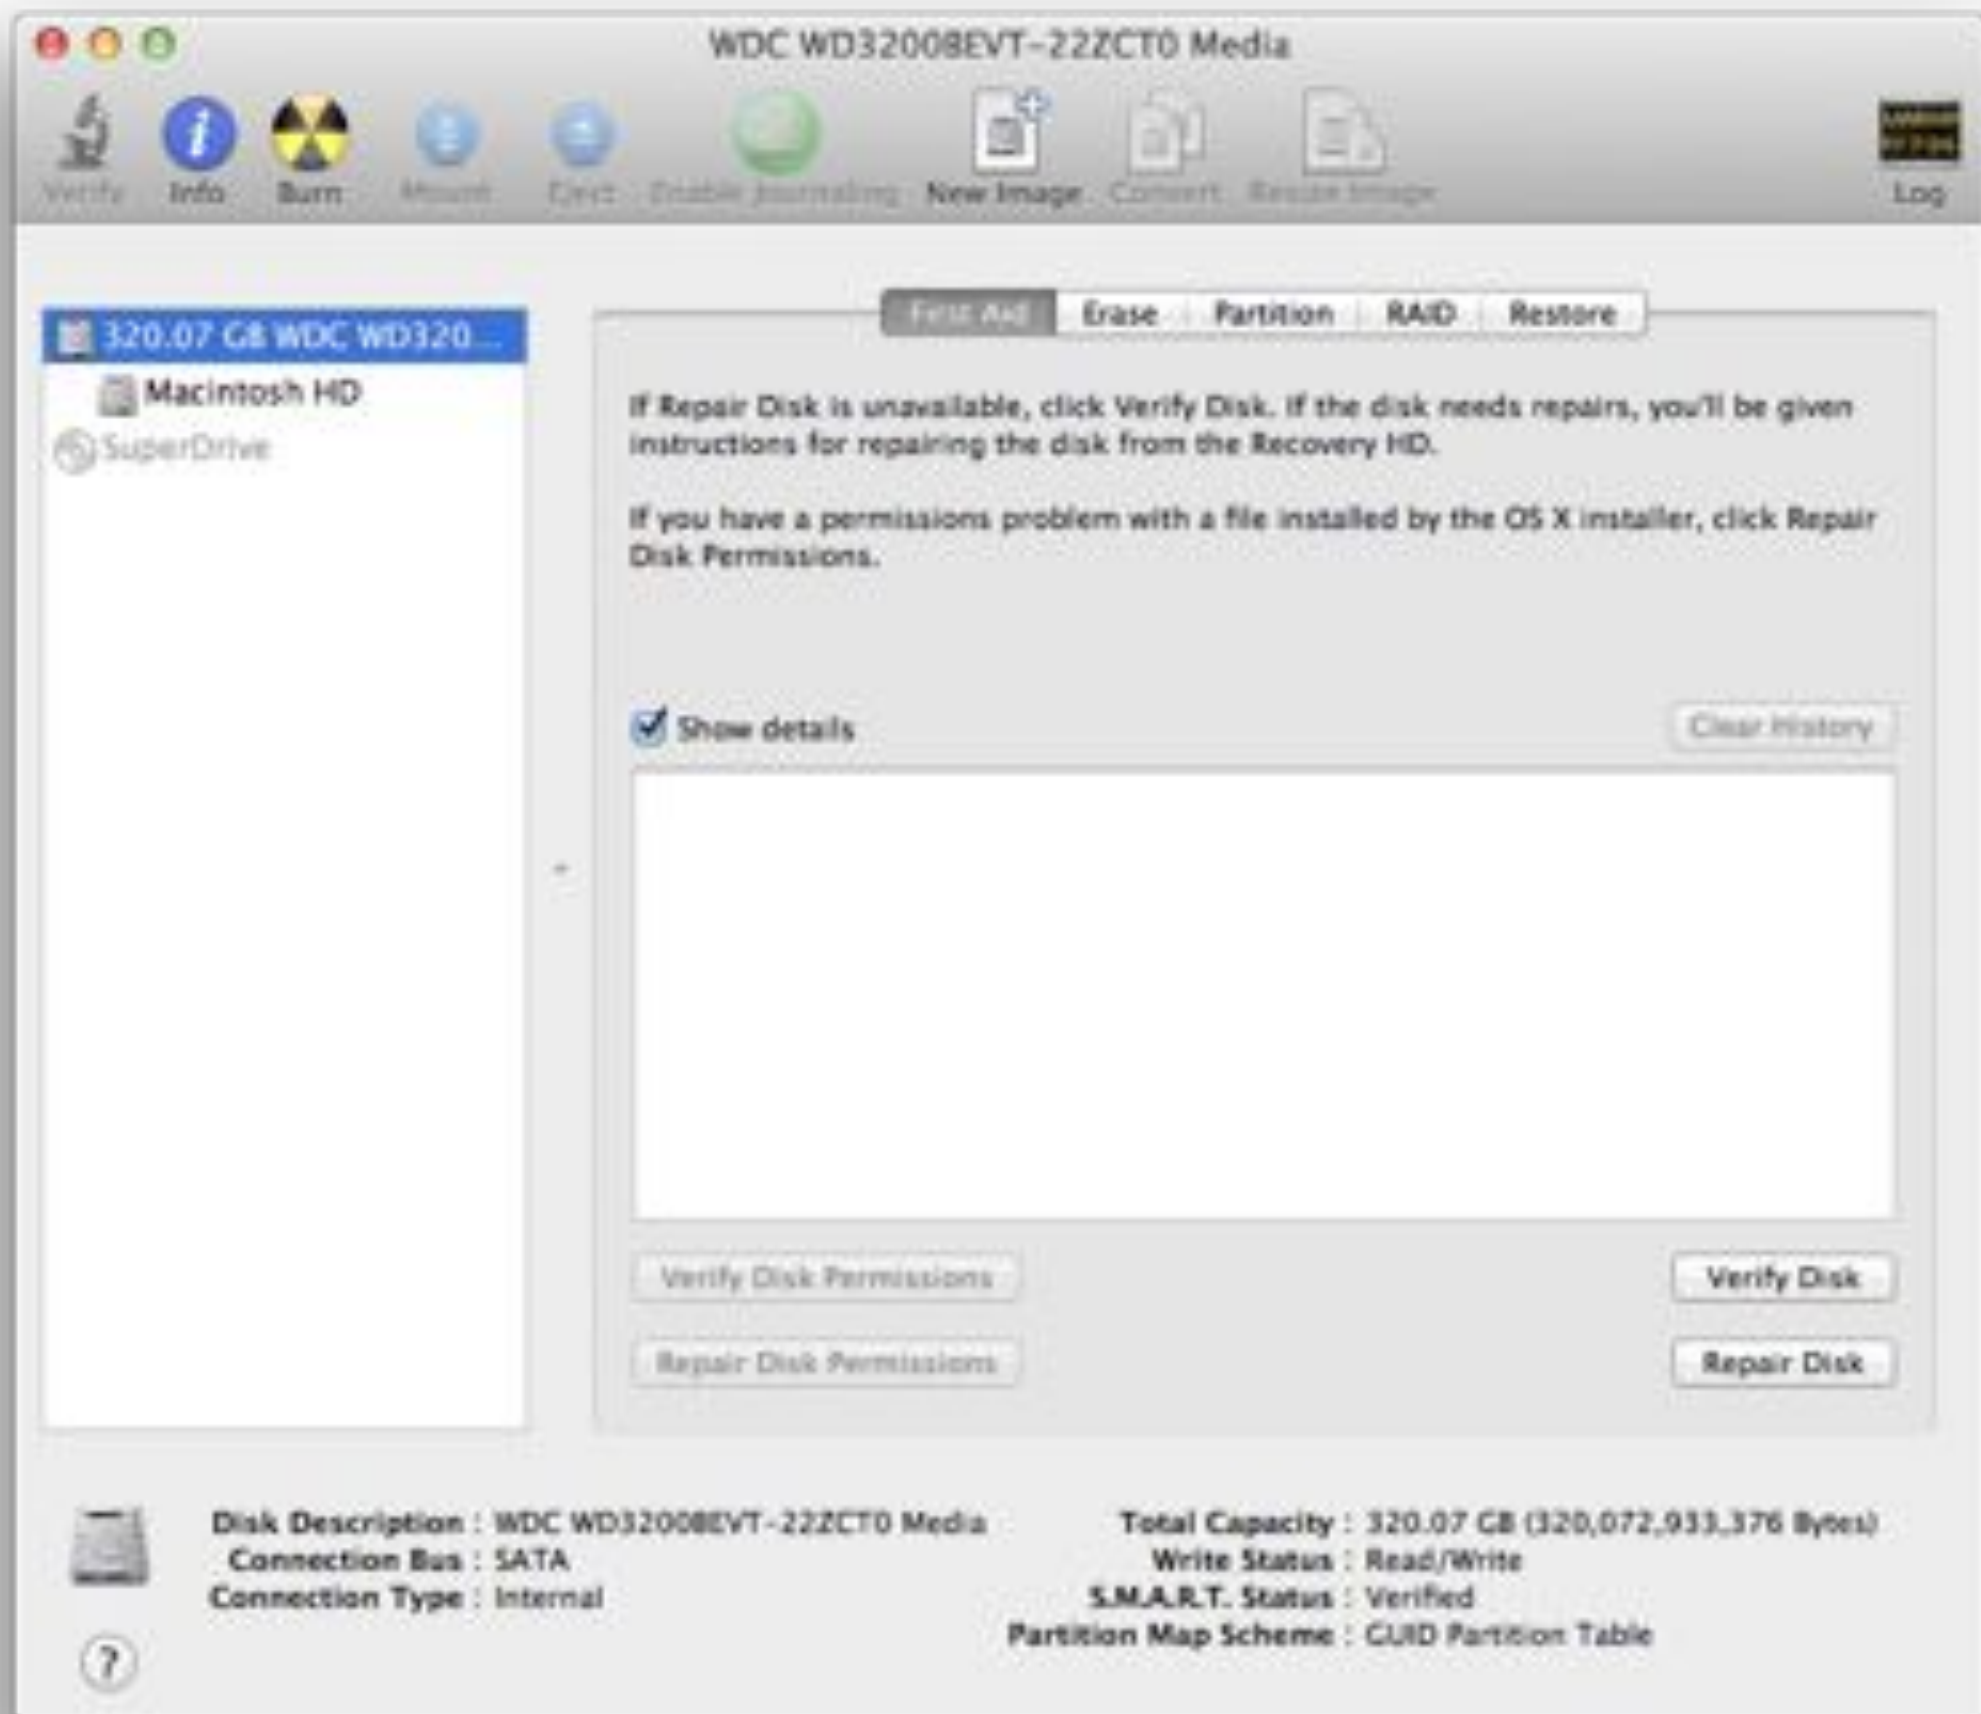 WDC WD3200BEVT-22ZCT0 Media
Verify Info Burn Mount Eject Enable Journaling New Image Convert Resize Image Log
320.07 GB WDC WD320...
Macintosh HD
SuperDrive
First Aid Erase Partition RAID Restore
If Repair Disk is unavailable, click Verify Disk. If the disk needs repairs, you'll be given
instructions for repairing the disk from the Recovery HD.
If you have a permissions problem with a file installed by the OS X installer, click Repair
Disk Permissions.
Show details
Clear History
Verify Disk Permissions
Verify Disk
Repair Disk Permissions
Repair Disk
Disk Description : WDC WD3200BEVT-22ZCT0 Media
Connection Bus : SATA
Connection Type : Internal
Total Capacity : 320.07 GB (320,072,933,376 Bytes)
Write Status : Read/Write
S.M.A.R.T. Status : Verified
Partition Map Scheme : GUID Partition Table
?